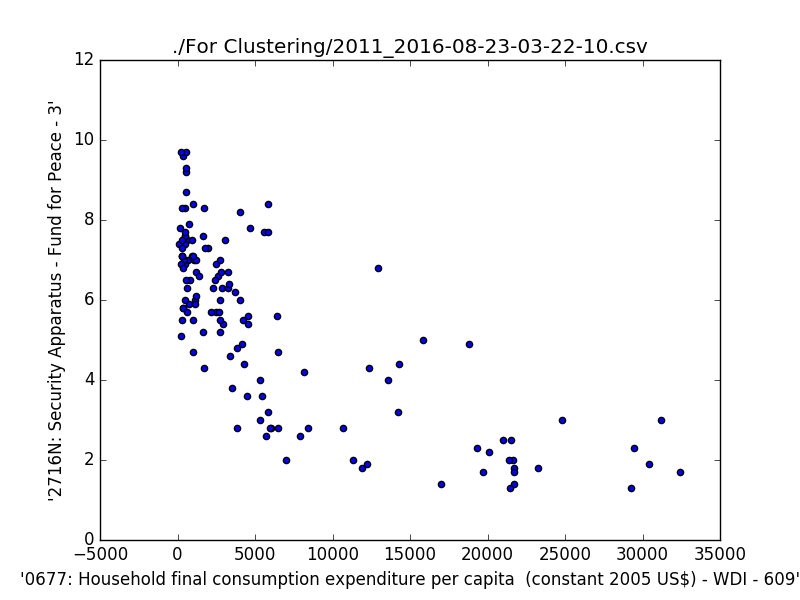 ./For Clustering/2011_2016-08-23-03-22-10.csv
'2716N: Security Apparatus - Fund for Peace - 3'
12
10
8
6
4
2
0
−5000 0 5000 10000 15000 20000 25000 30000 35000
'0677: Household final consumption expenditure per capita  (constant 2005 US$) - WDI - 609'